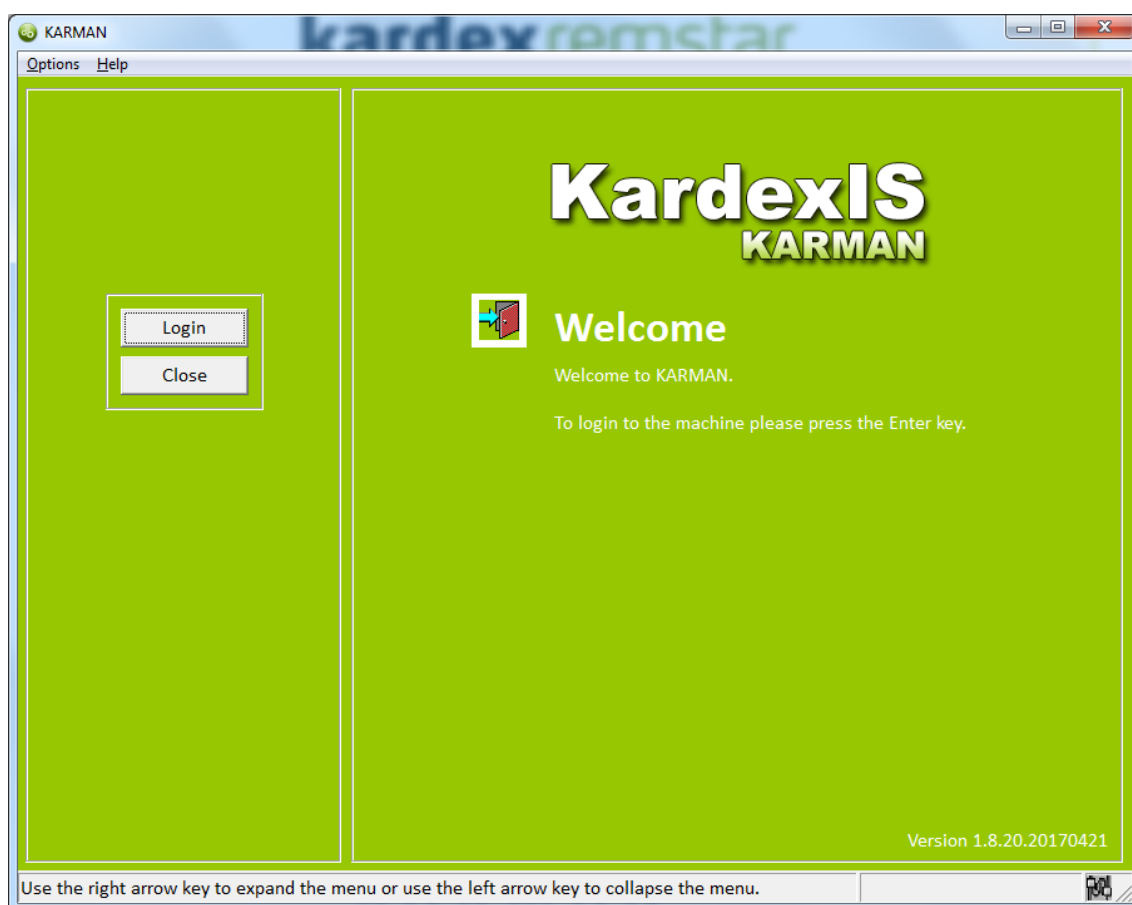 KARMAN
kardexremstar
Options Help
Login
Close
KardexIS
KARMAN
Welcome
Welcome to KARMAN.
To login to the machine please press the Enter key.
Version 1.8.20.20170421
Use the right arrow key to expand the menu or use the left arrow key to collapse the menu.